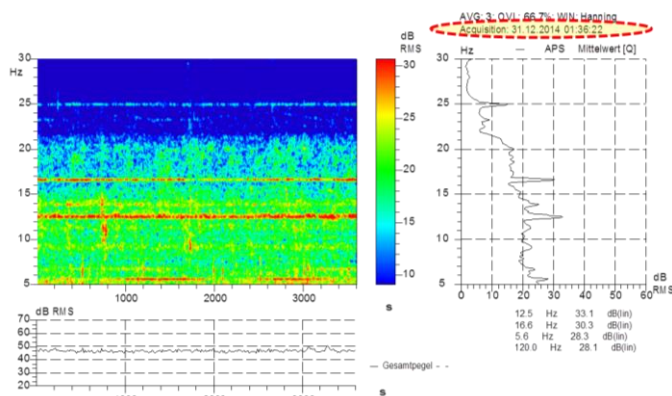 AVG: 3; OVL: 66.7%; WIN: Hanning
Acquisition: 31.12.2014 01:36:22
dB
RMS
Hz
30
25
20
15
10
5
1000
2000
3000
s
30
25
20
15
10
Hz
— APS Mittelwert [Q]
30
25
20
15
10
5
0
10
20
30
40
50
60
dB
RMS
12.5 Hz 33.1 dB(lin)
16.6 Hz 30.3 dB(lin)
5.6 Hz 28.3 dB(lin)
120.0 Hz 28.1 dB(lin)
dB RMS
70
60
50
40
30
20
— Gesamtpegel - -
s